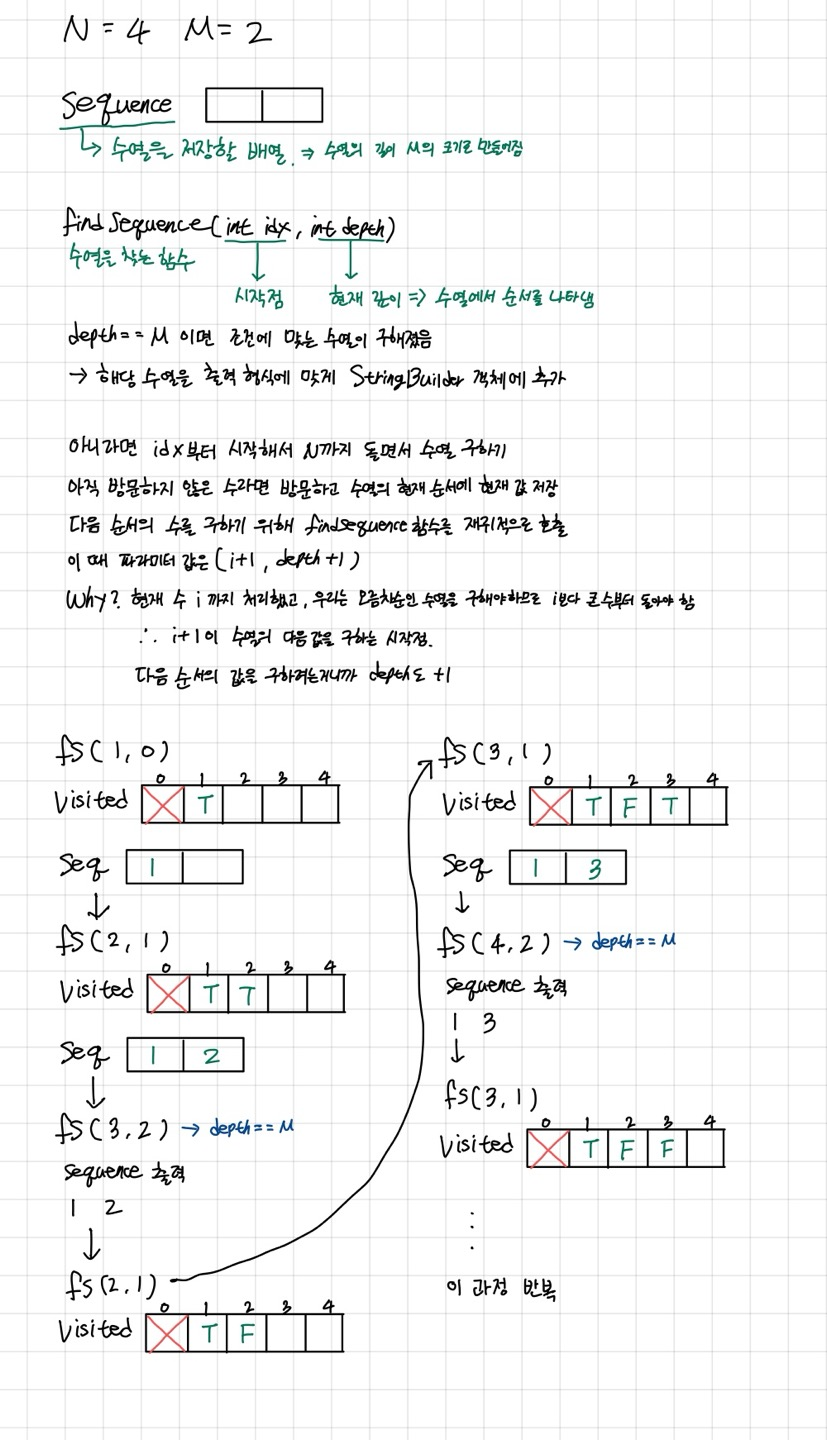 N = 4 M = 2
Sequence
↳ 수열을 저장할 배열. ⇒ 수열의 길이 M의 크기로 만들어짐
findSequence(int idx, int depth)
수열을 찾는 함수
시작점 현재 깊이 => 수열에서 순서를 나타냄
depth == M 이면 조건에 맞는 수열이 구해졌음
→ 해당 수열을 출력 형식에 맞게 StringBuilder 객체에 추가
아니라면 idx부터 시작해서 N까지 돌면서 수열 구하기
아직 방문하지 않은 수라면 방문하고 수열의 현재 순서에 현재 값 저장
다음 순서의 수를 구하기 위해 findsequence 함수를 재귀적으로 호출
이 때 파라미터 값은 (i+1, depth+1)
Why? 현재 수 i 까지 처리했고, 우리는 오름차순인 수열을 구해야하므로 i보다 큰 수부터 돌아야 함
∴ i+1이 수열의 다음 값을 구하는 시작점.
다음 순서의 값을 구하려는거니까 depth도 +1
fS(1, 0)
0 1 2 3 4
Visited X T
Seq 1
↓
fS(2, 1)
0 1 2 3 4
Visited X T T
Seq 1 2
↓
fS(3, 2) → depth == M
Sequence 출력
1 2
↓
fs(2, 1)
0 1 2 3 4
Visited X T F
fS(3, 1)
0 1 2 3 4
Visited X T F T
Seq 1 3
↓
fS(4, 2) → depth == M
Sequence 출력
1 3
↓
fs(3, 1)
0 1 2 3 4
Visited X T F F
⋮
이 과정 반복